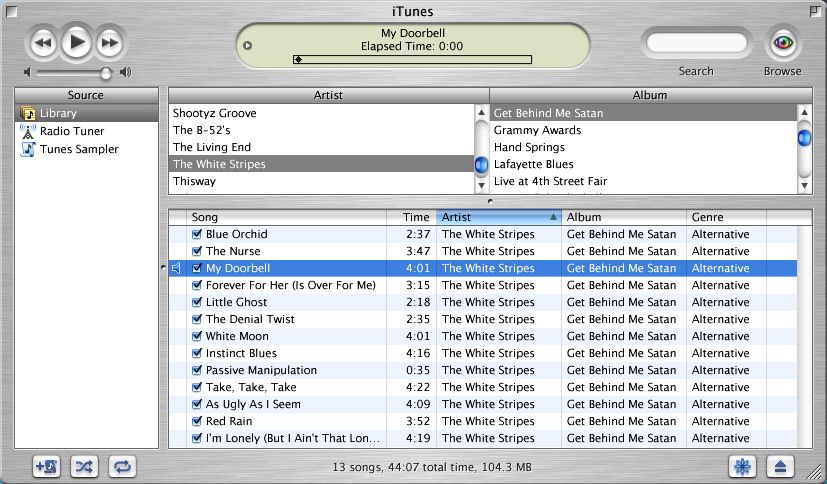 iTunes
My Doorbell
Elapsed Time: 0:00
Search
Browse
Source
Library
Radio Tuner
Tunes Sampler
Artist
Shootyz Groove
The B-52's
The Living End
The White Stripes
Thisway
Album
Get Behind Me Satan
Grammy Awards
Hand Springs
Lafayette Blues
Live at 4th Street Fair
Song Time Artist Album Genre
Blue Orchid 2:37 The White Stripes Get Behind Me Satan Alternative
The Nurse 3:47 The White Stripes Get Behind Me Satan Alternative
My Doorbell 4:01 The White Stripes Get Behind Me Satan Alternative
Forever For Her (Is Over For Me) 3:15 The White Stripes Get Behind Me Satan Alternative
Little Ghost 2:18 The White Stripes Get Behind Me Satan Alternative
The Denial Twist 2:35 The White Stripes Get Behind Me Satan Alternative
White Moon 4:01 The White Stripes Get Behind Me Satan Alternative
Instinct Blues 4:16 The White Stripes Get Behind Me Satan Alternative
Passive Manipulation 0:35 The White Stripes Get Behind Me Satan Alternative
Take, Take, Take 4:22 The White Stripes Get Behind Me Satan Alternative
As Ugly As I Seem 4:09 The White Stripes Get Behind Me Satan Alternative
Red Rain 3:52 The White Stripes Get Behind Me Satan Alternative
I'm Lonely (But I Ain't That Lon... 4:19 The White Stripes Get Behind Me Satan Alternative
13 songs, 44:07 total time, 104.3 MB